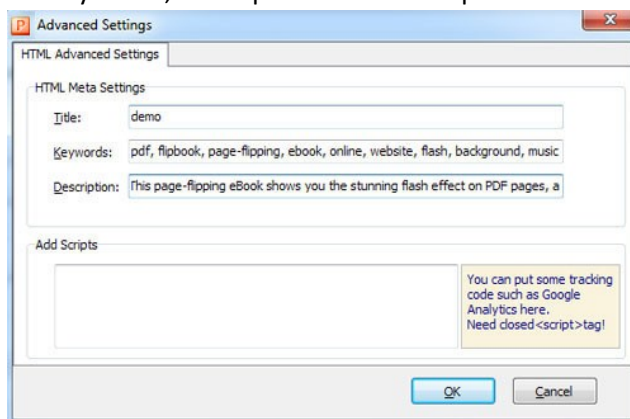 Advanced Settings
HTML Advanced Settings
HTML Meta Settings
Title: demo
Keywords: pdf, flipbook, page-flipping, ebook, online, website, flash, background, music
Description: This page-flipping eBook shows you the stunning flash effect on PDF pages, a
Add Scripts
You can put some tracking
code such as Google
Analytics here.
Need closed<script>tag!
OK Cancel